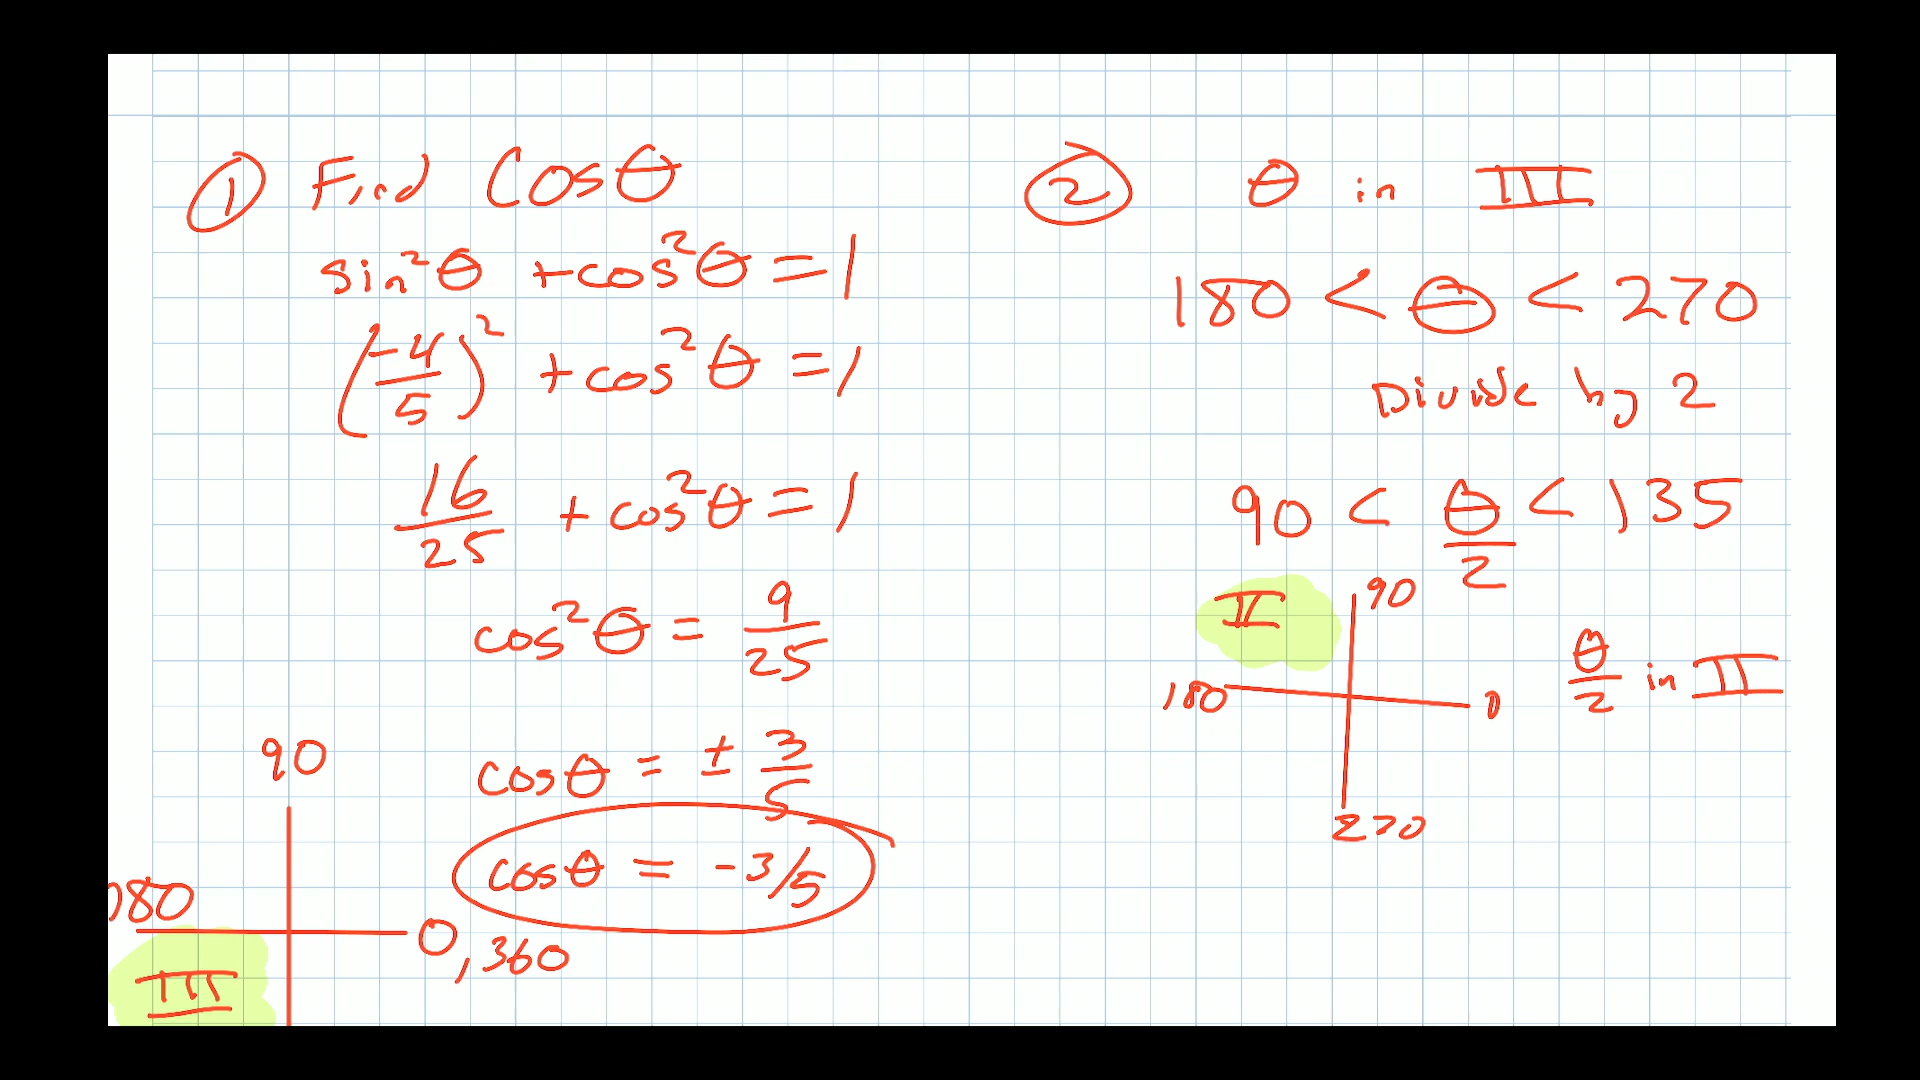 ① Find cosθ
sin²θ + cos²θ = 1
(-4/5)² + cos²θ = 1
16/25 + cos²θ = 1
cos²θ = 9/25
cosθ = ± 3/5
cosθ = -3/5
90
180
0, 360
III
② θ in III
180 < θ < 270
Divide by 2
90 < θ/2 < 135
II
90
180
0
270
θ/2 in II